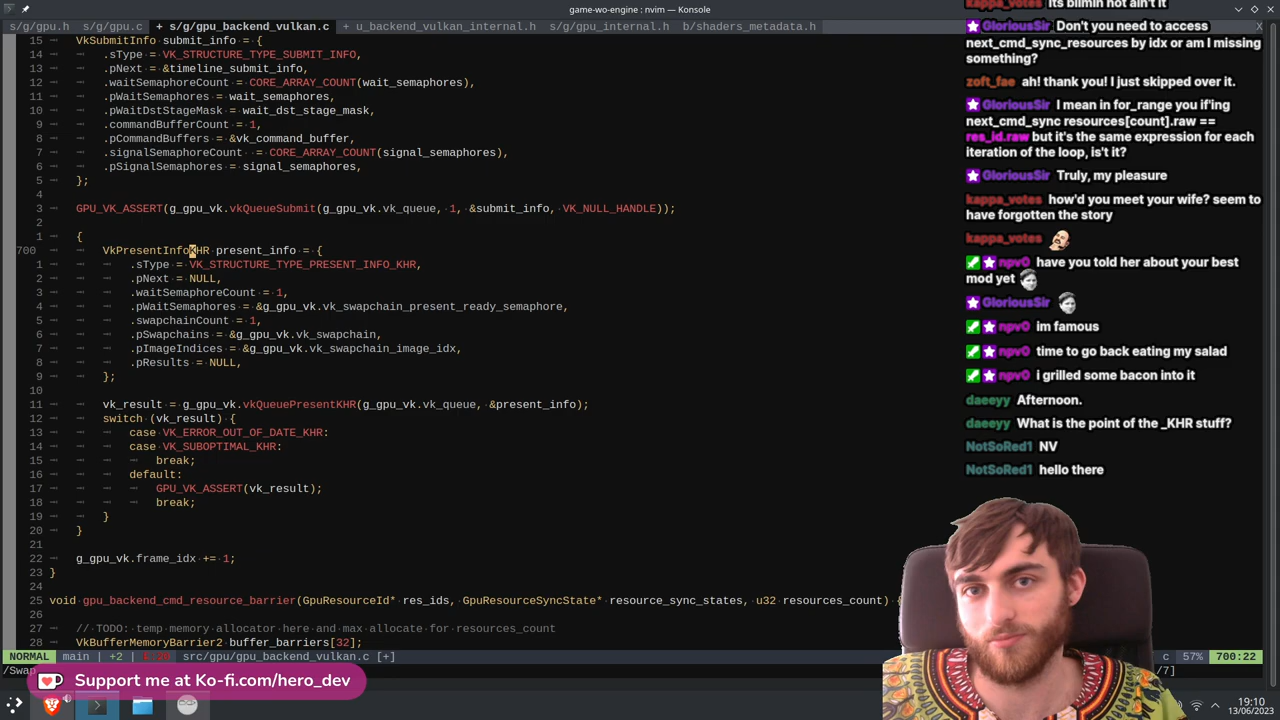 game-wo-engine : nvim — Konsole
s/g/gpu.h s/g/gpu.c + s/g/gpu_backend_vulkan.c + u_backend_vulkan_internal.h s/g/gpu_internal.h b/shaders_metadata.h X
15 VkSubmitInfo submit_info = {
14 .sType = VK_STRUCTURE_TYPE_SUBMIT_INFO,
13 .pNext = &timeline_submit_info,
12 .waitSemaphoreCount = CORE_ARRAY_COUNT(wait_semaphores),
11 .pWaitSemaphores = wait_semaphores,
10 .pWaitDstStageMask = wait_dst_stage_mask,
9 .commandBufferCount = 1,
8 .pCommandBuffers = &vk_command_buffer,
7 .signalSemaphoreCount = CORE_ARRAY_COUNT(signal_semaphores),
6 .pSignalSemaphores = signal_semaphores,
5 };
4
3 GPU_VK_ASSERT(g_gpu_vk.vkQueueSubmit(g_gpu_vk.vk_queue, 1, &submit_info, VK_NULL_HANDLE));
2
1 {
700 VkPresentInfoKHR present_info = {
1 .sType = VK_STRUCTURE_TYPE_PRESENT_INFO_KHR,
2 .pNext = NULL,
3 .waitSemaphoreCount = 1,
4 .pWaitSemaphores = &g_gpu_vk.vk_swapchain_present_ready_semaphore,
5 .swapchainCount = 1,
6 .pSwapchains = &g_gpu_vk.vk_swapchain,
7 .pImageIndices = &g_gpu_vk.vk_swapchain_image_idx,
8 .pResults = NULL,
9 };
10
11 vk_result = g_gpu_vk.vkQueuePresentKHR(g_gpu_vk.vk_queue, &present_info);
12 switch (vk_result) {
13 case VK_ERROR_OUT_OF_DATE_KHR:
14 case VK_SUBOPTIMAL_KHR:
15 break;
16 default:
17 GPU_VK_ASSERT(vk_result);
18 break;
19 }
20 }
21
22 g_gpu_vk.frame_idx += 1;
23 }
24
25 void gpu_backend_cmd_resource_barrier(GpuResourceId* res_ids, GpuResourceSyncState* resource_sync_states, u32 resources_count) {
26
27 // TODO: temp memory allocator here and max allocate for resources_count
28 VkBufferMemoryBarrier2 buffer_barriers[32];
NORMAL main | +2 | src/gpu/gpu_backend_vulkan.c [+] c 57% 700:22
/Swap /7]
Support me at Ko-fi.com/hero_dev
19:10
13/06/2023
kappa_votes its blimin hot ain't it
GloriousSir Don't you need to access
next_cmd_sync_resources by idx or am I missing
something?
zoft_fae ah! thank you! I just skipped over it.
GloriousSir I mean in for_range you if'ing
next_cmd_sync resources[count].raw ==
res_id.raw but it's the same expression for each
iteration of the loop, is't it?
GloriousSir Truly, my pleasure
kappa_votes how'd you meet your wife? seem to
have forgotten the story
kappa_votes
npv0 have you told her about your best
mod yet
GloriousSir
npv0 im famous
npv0 time to go back eating my salad
npv0 i grilled some bacon into it
daeeyy Afternoon.
daeeyy What is the point of the _KHR stuff?
NotSoRed1 NV
NotSoRed1 hello there